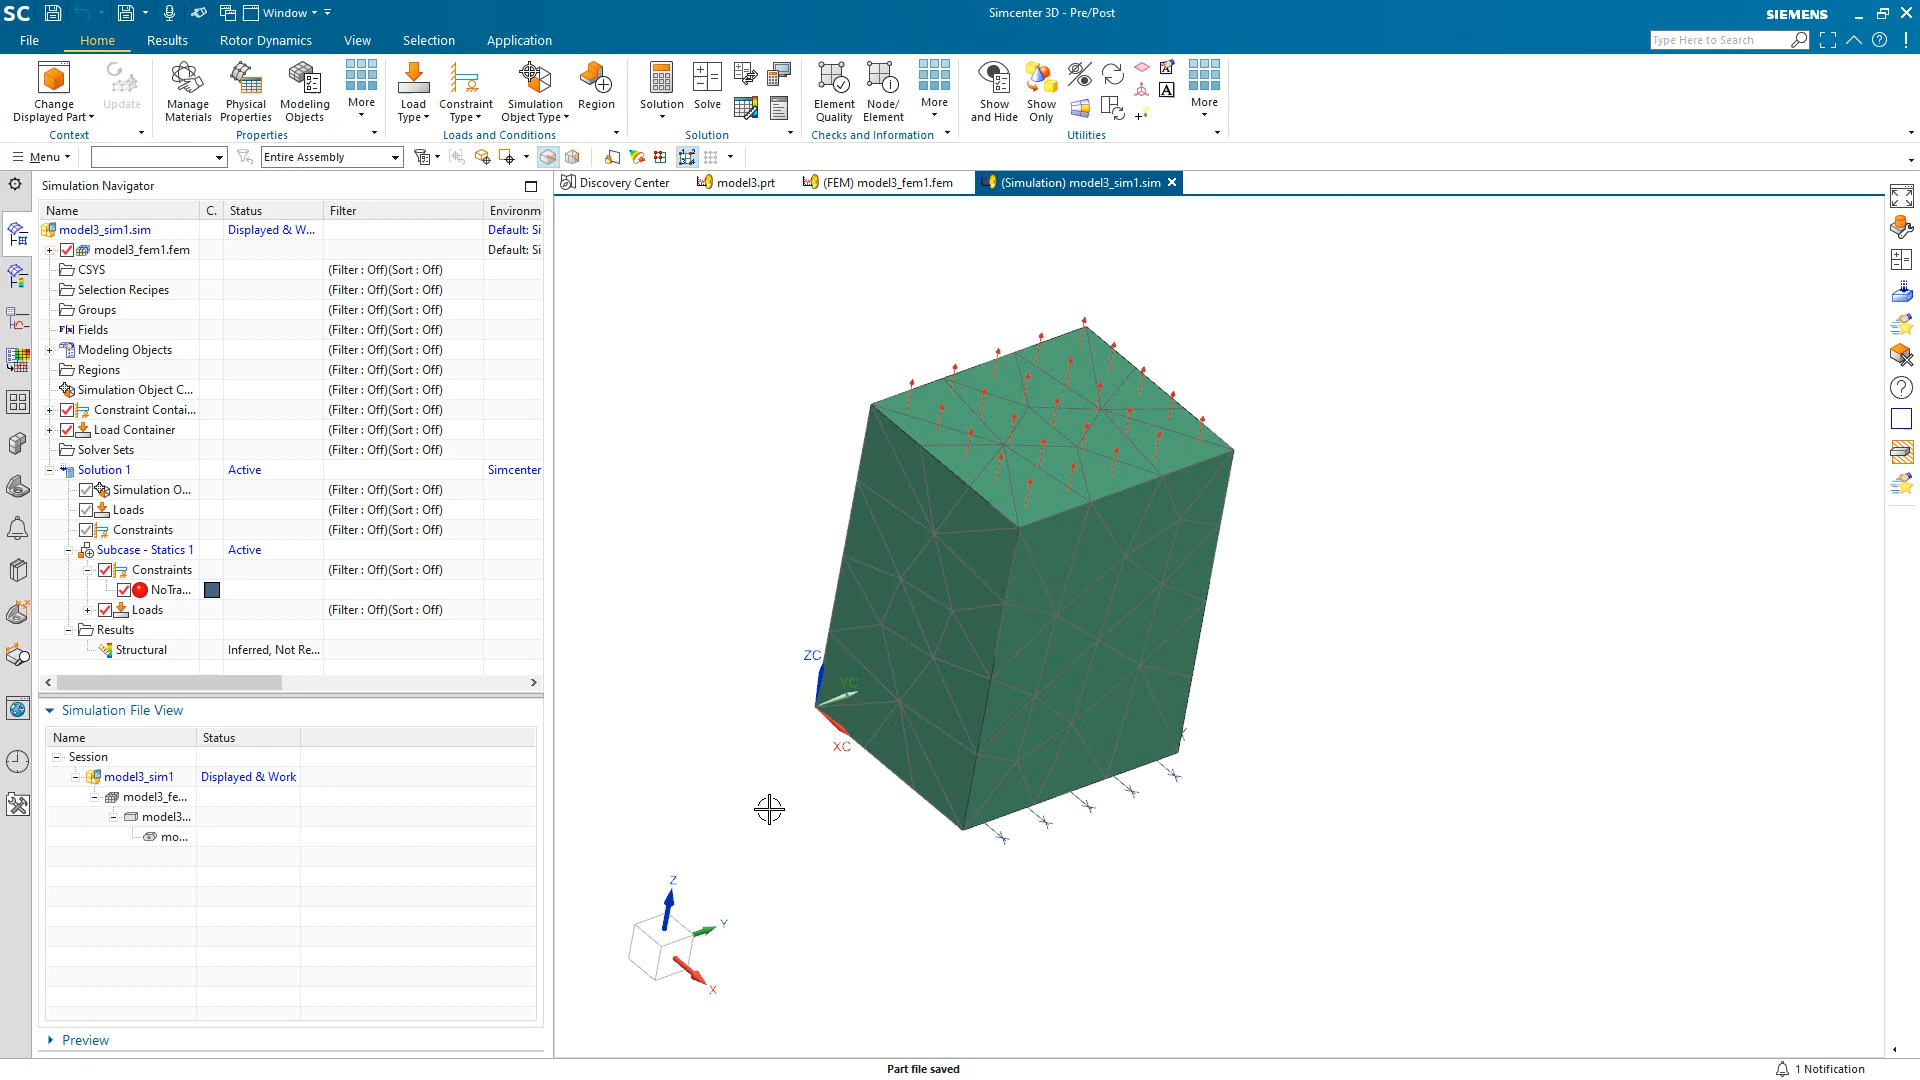 SC Window Simcenter 3D - Pre/Post SIEMENS
File Home Results Rotor Dynamics View Selection Application Type Here to Search
Change Displayed Part
Update
Manage Materials
Physical Properties
Modeling Objects
More
Load Type
Constraint Type
Simulation Object Type
Region
Solution
Solve
Element Quality
Node/ Element
More
Show and Hide
Show Only
A
More
Context Properties Loads and Conditions Solution Checks and Information Utilities
Menu Entire Assembly
Simulation Navigator
Discovery Center model3.prt (FEM) model3_fem1.fem (Simulation) model3_sim1.sim
Name C. Status Filter Environm
model3_sim1.sim Displayed & W... Default: Si
model3_fem1.fem Default: Si
CSYS (Filter : Off)(Sort : Off)
Selection Recipes (Filter : Off)(Sort : Off)
Groups (Filter : Off)(Sort : Off)
Fields (Filter : Off)(Sort : Off)
Modeling Objects (Filter : Off)(Sort : Off)
Regions (Filter : Off)(Sort : Off)
Simulation Object C... (Filter : Off)(Sort : Off)
Constraint Contai... (Filter : Off)(Sort : Off)
Load Container (Filter : Off)(Sort : Off)
Solver Sets (Filter : Off)(Sort : Off)
Solution 1 Active Simcenter
Simulation O... (Filter : Off)(Sort : Off)
Loads (Filter : Off)(Sort : Off)
Constraints (Filter : Off)(Sort : Off)
Subcase - Statics 1 Active
Constraints (Filter : Off)(Sort : Off)
NoTra...
Loads (Filter : Off)(Sort : Off)
Results
Structural Inferred, Not Re...
ZC
YC
XC
Simulation File View
Name Status
Session
model3_sim1 Displayed & Work
model3_fe...
model3...
mo...
Z
Y
X
Preview
Part file saved
1 Notification